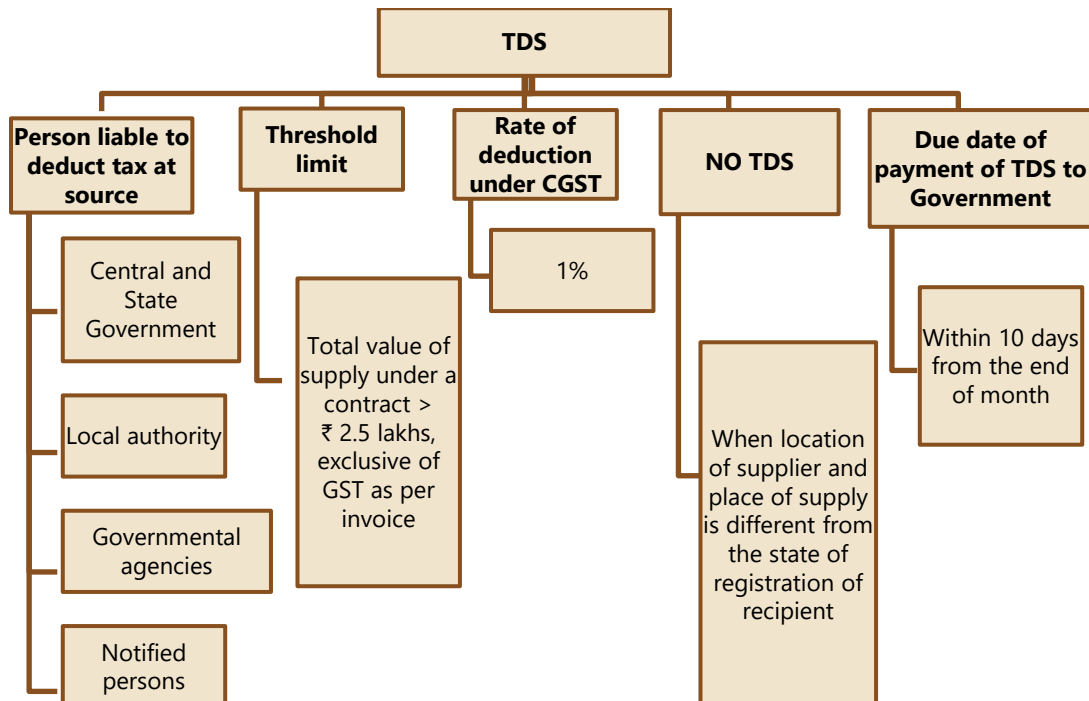 TDS
Person liable to
deduct tax at
source
Central and
State
Government
Local authority
Governmental
agencies
Notified
persons
Threshold
limit
Total value of
supply under a
contract >
₹ 2.5 lakhs,
exclusive of
GST as per
invoice
Rate of
deduction
under CGST
1%
NO TDS
When location
of supplier and
place of supply
is different from
the state of
registration of
recipient
Due date of
payment of TDS to
Government
Within 10 days
from the end
of month